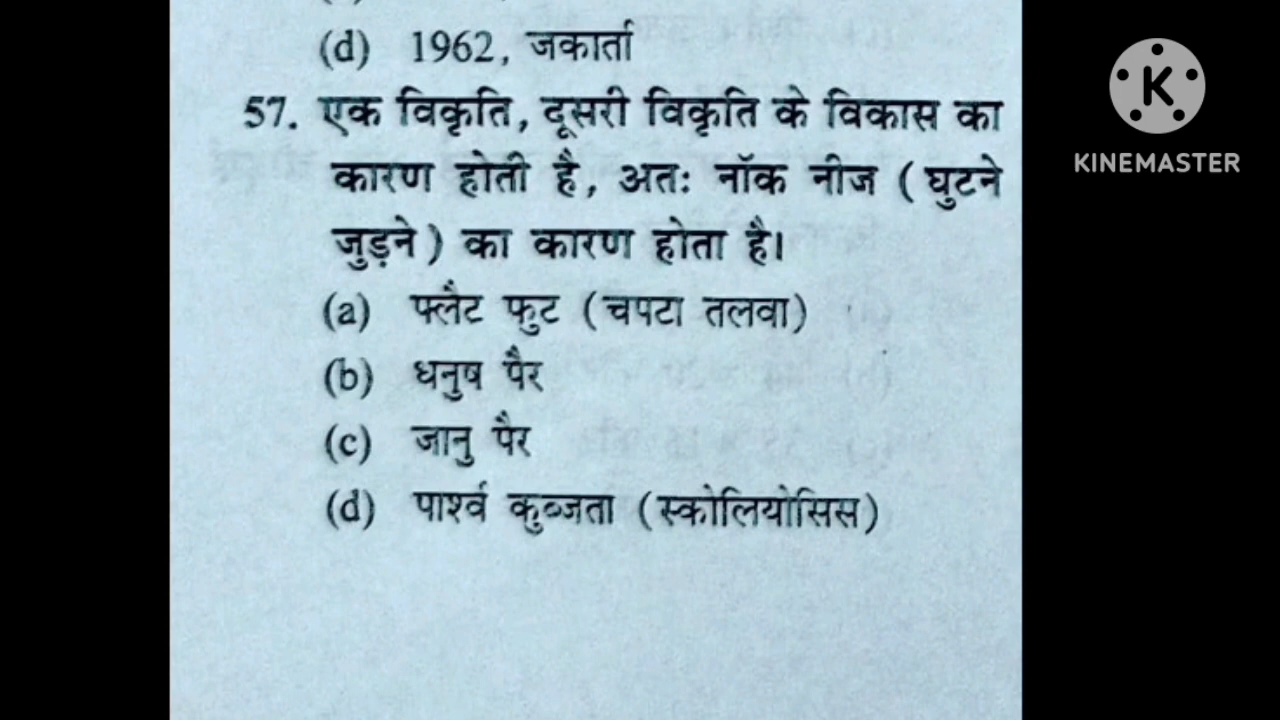 (d) 1962, जकार्ता
57. एक विकृति, दूसरी विकृति के विकास का
कारण होती है, अतः नॉक नीज (घुटने
जुड़ने) का कारण होता है।
(a) फ्लैट फुट (चपटा तलवा)
(b) धनुष पैर
(c) जानु पैर
(d) पार्श्व कुब्जता (स्कोलियोसिस)
K
KINEMASTER